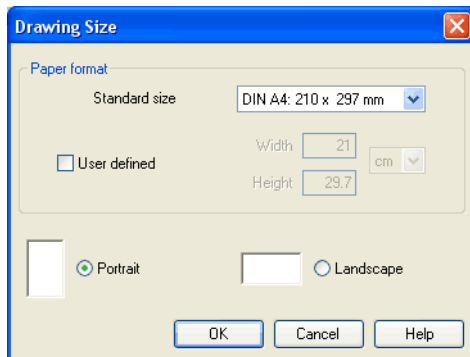 Drawing Size
Paper format
Standard size DIN A4: 210 x 297 mm
Width 21
User defined cm
Height 29.7
Portrait Landscape
OK Cancel Help